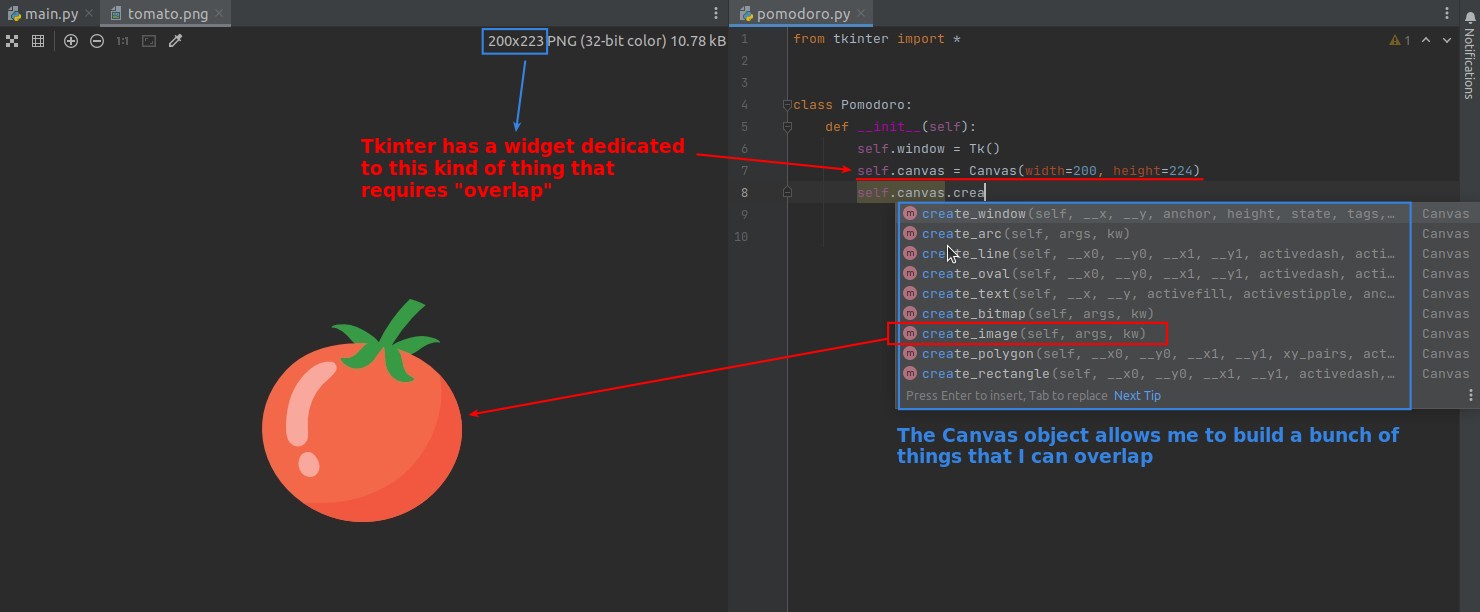 main.py
tomato.png
pomodoro.py
1:1
200x223 PNG (32-bit color) 10.78 kB
Tkinter has a widget dedicated
to this kind of thing that
requires "overlap"
1 from tkinter import *
2
3
4 class Pomodoro:
5 def __init__(self):
6 self.window = Tk()
7 self.canvas = Canvas(width=200, height=224)
8 self.canvas.crea
9
10
1
Notifications
create_window(self, __x, __y, anchor, height, state, tags,… Canvas
create_arc(self, args, kw) Canvas
create_line(self, __x0, __y0, __x1, __y1, activedash, acti… Canvas
create_oval(self, __x0, __y0, __x1, __y1, activedash, acti… Canvas
create_text(self, __x, __y, activefill, activestipple, anc… Canvas
create_bitmap(self, args, kw) Canvas
create_image(self, args, kw) Canvas
create_polygon(self, __x0, __y0, __x1, __y1, xy_pairs, act… Canvas
create_rectangle(self, __x0, __y0, __x1, __y1, activedash,… Canvas
Press Enter to insert, Tab to replace Next Tip
The Canvas object allows me to build a bunch of
things that I can overlap